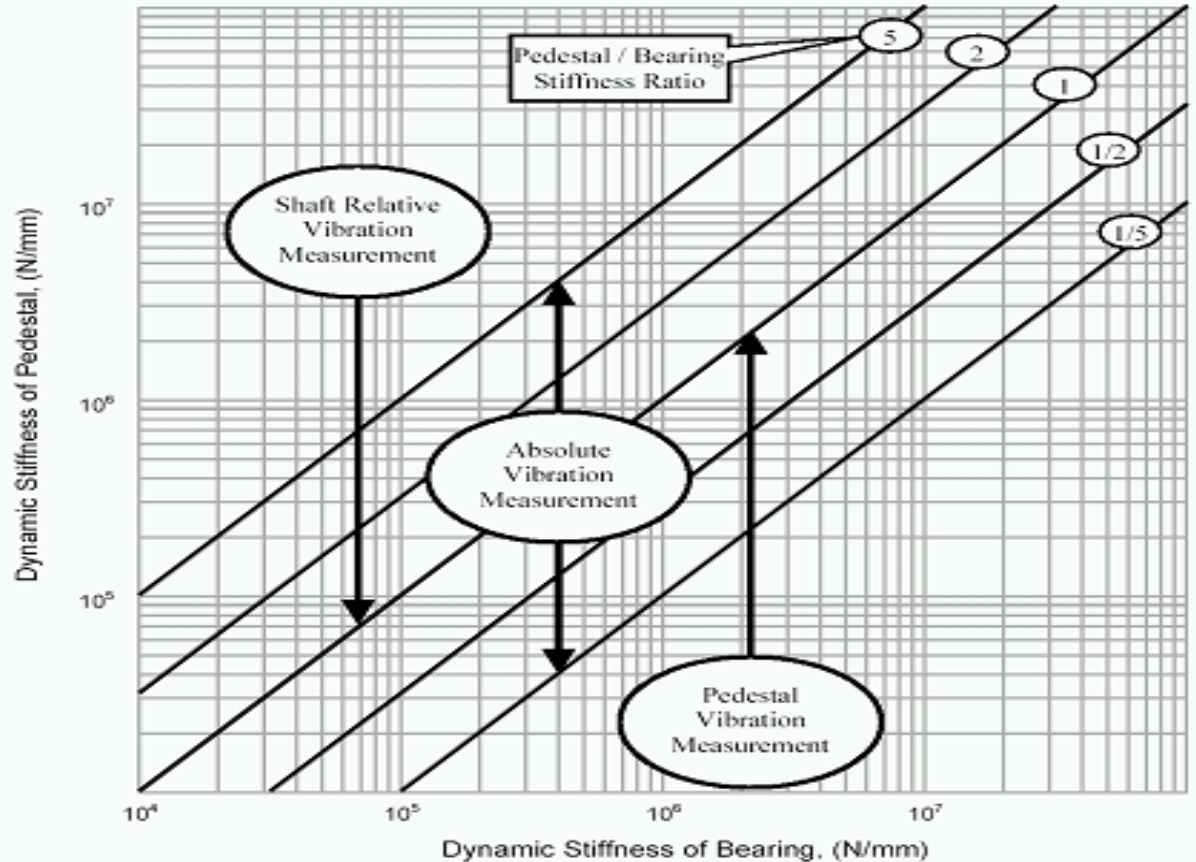 Pedestal / Bearing
Stiffness Ratio
5
2
1
1/2
1/5
Shaft Relative
Vibration
Measurement
Absolute
Vibration
Measurement
Pedestal
Vibration
Measurement
Dynamic Stiffness of Pedestal, (N/mm)
10⁷
10⁶
10⁵
10⁴
10⁵
10⁶
10⁷
Dynamic Stiffness of Bearing, (N/mm)